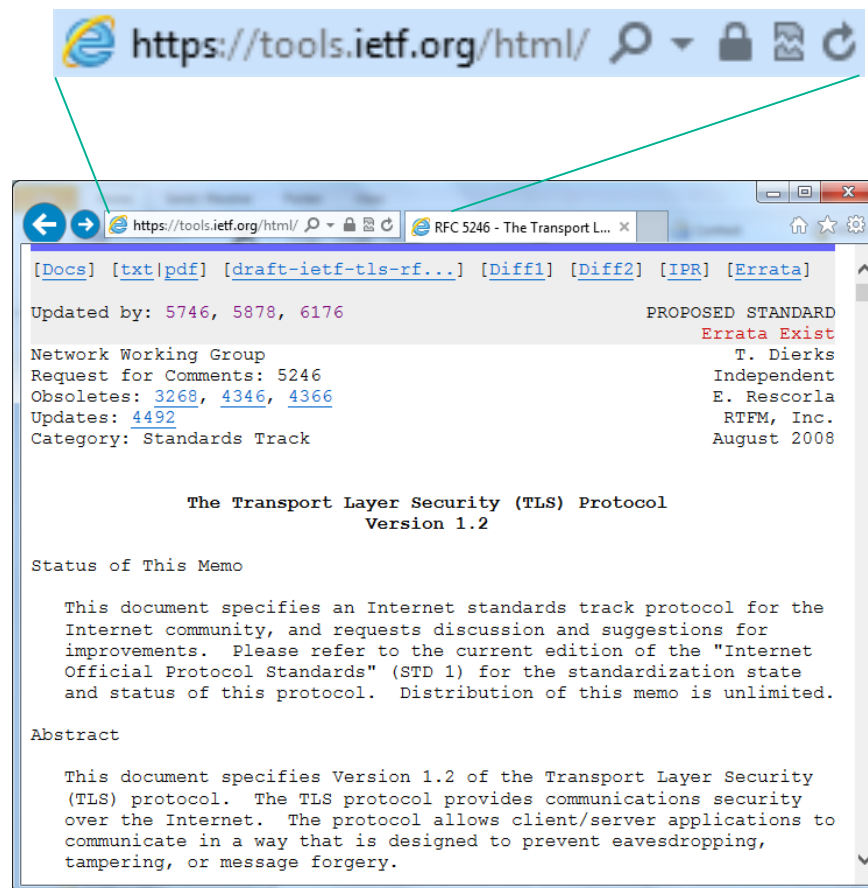 https://tools.ietf.org/html/
https://tools.ietf.org/html/ RFC 5246 - The Transport L...
[Docs] [txt|pdf] [draft-ietf-tls-rf...] [Diff1] [Diff2] [IPR] [Errata]
Updated by: 5746, 5878, 6176 PROPOSED STANDARD
Errata Exist
Network Working Group T. Dierks
Request for Comments: 5246 Independent
Obsoletes: 3268, 4346, 4366 E. Rescorla
Updates: 4492 RTFM, Inc.
Category: Standards Track August 2008
The Transport Layer Security (TLS) Protocol
Version 1.2
Status of This Memo
This document specifies an Internet standards track protocol for the
Internet community, and requests discussion and suggestions for
improvements. Please refer to the current edition of the "Internet
Official Protocol Standards" (STD 1) for the standardization state
and status of this protocol. Distribution of this memo is unlimited.
Abstract
This document specifies Version 1.2 of the Transport Layer Security
(TLS) protocol. The TLS protocol provides communications security
over the Internet. The protocol allows client/server applications to
communicate in a way that is designed to prevent eavesdropping,
tampering, or message forgery.